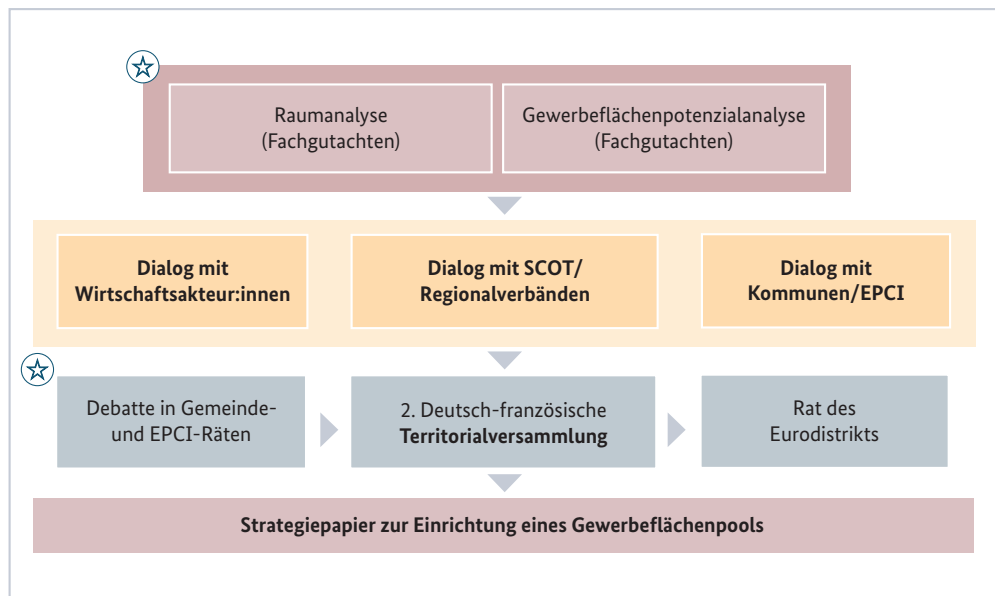 Raumanalyse
(Fachgutachten)
Gewerbeflächenpotenzialanalyse
(Fachgutachten)
Dialog mit
Wirtschaftsakteur:innen
Dialog mit SCOT/
Regionalverbänden
Dialog mit
Kommunen/EPCI
Debatte in Gemeinde-
und EPCI-Räten
2. Deutsch-französische
Territorialversammlung
Rat des
Eurodistrikts
Strategiepapier zur Einrichtung eines Gewerbeflächenpools